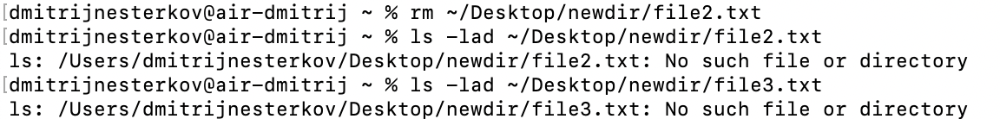 [dmitrijnesterkov@air-dmitrij ~ % rm ~/Desktop/newdir/file2.txt
[dmitrijnesterkov@air-dmitrij ~ % ls -lad ~/Desktop/newdir/file2.txt
ls: /Users/dmitrijnesterkov/Desktop/newdir/file2.txt: No such file or directory
[dmitrijnesterkov@air-dmitrij ~ % ls -lad ~/Desktop/newdir/file3.txt
ls: /Users/dmitrijnesterkov/Desktop/newdir/file3.txt: No such file or directory